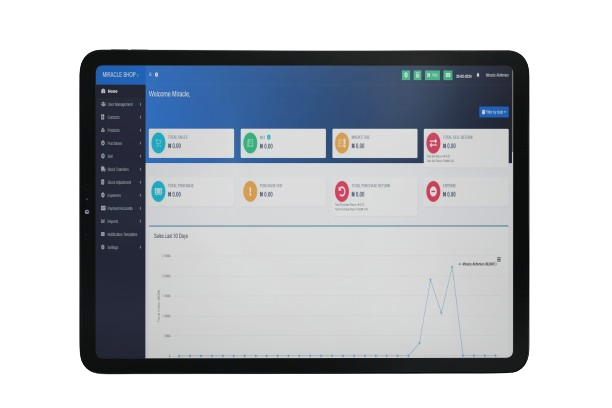 MIRACLE SHOP
Welcome Miracle,
Home
User Management
Contacts
Products
Purchases
Sell
Stock Transfers
Stock Adjustment
Expenses
Payment Accounts
Reports
Notification Templates
Settings
Filter by date
TOTAL SALES
₦ 0.00
NET
₦ 0.00
INVOICE DUE
₦ 0.00
TOTAL SELL RETURN
₦ 0.00
TOTAL PURCHASE
₦ 0.00
PURCHASE DUE
₦ 0.00
TOTAL PURCHASE RETURN
₦ 0.00
EXPENSE
₦ 0.00
Sales Last 30 Days